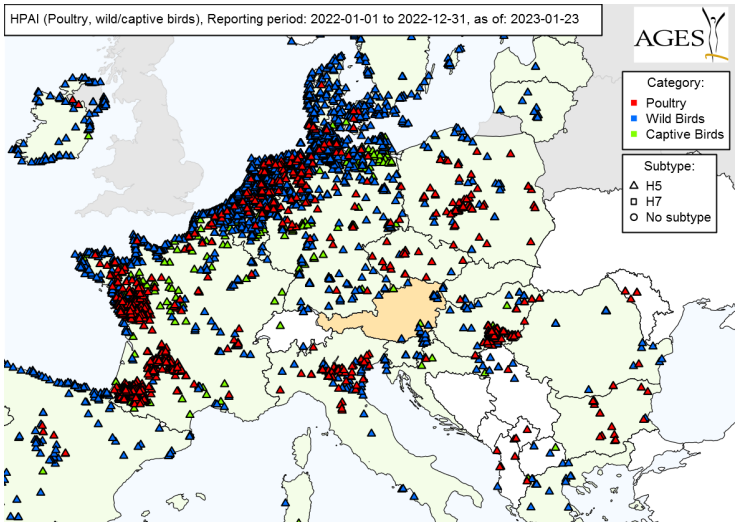 HPAI (Poultry, wild/captive birds), Reporting period: 2022-01-01 to 2022-12-31, as of: 2023-01-23
AGES
Category:
Poultry
Wild Birds
Captive Birds
Subtype:
H5
H7
No subtype